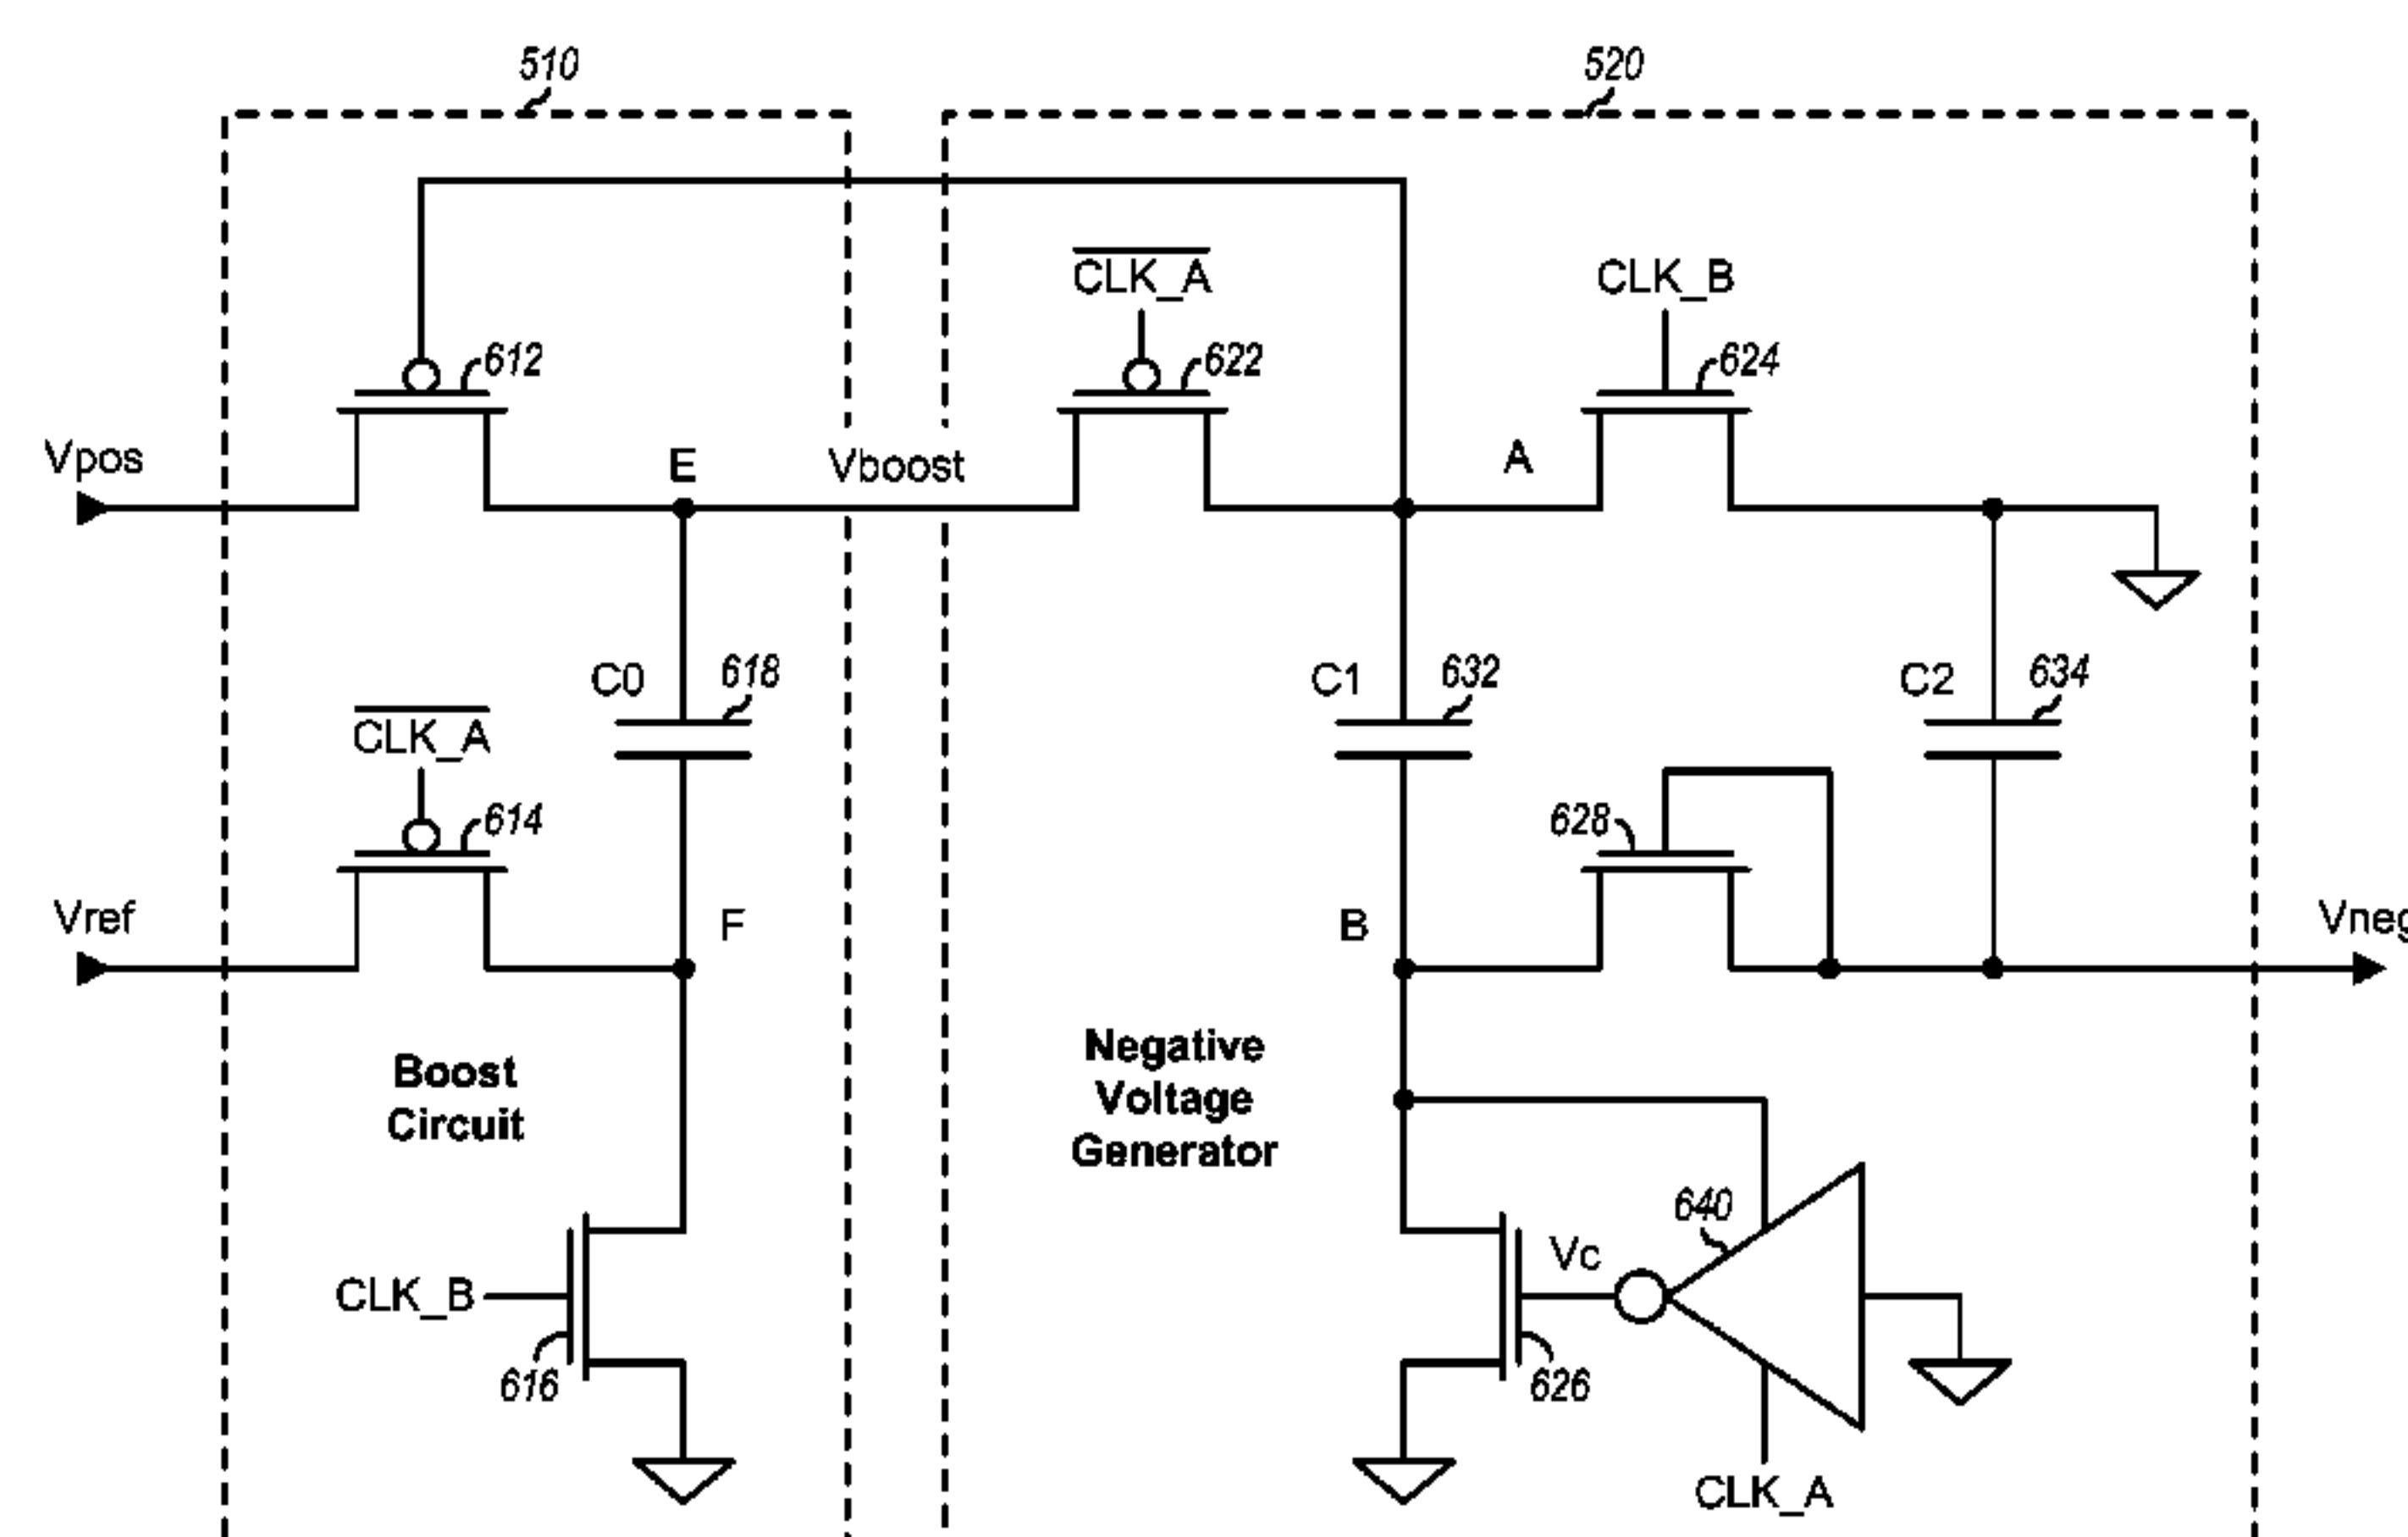 510
520
612
CLK_A
622
CLK_B
624
Vpos
E
Vboost
A
C0
618
C1
632
C2
634
CLK_A
614
628
Vref
F
B
Vneg
Boost
Circuit
Negative
Voltage
Generator
640
Vc
CLK_B
616
626
CLK_A